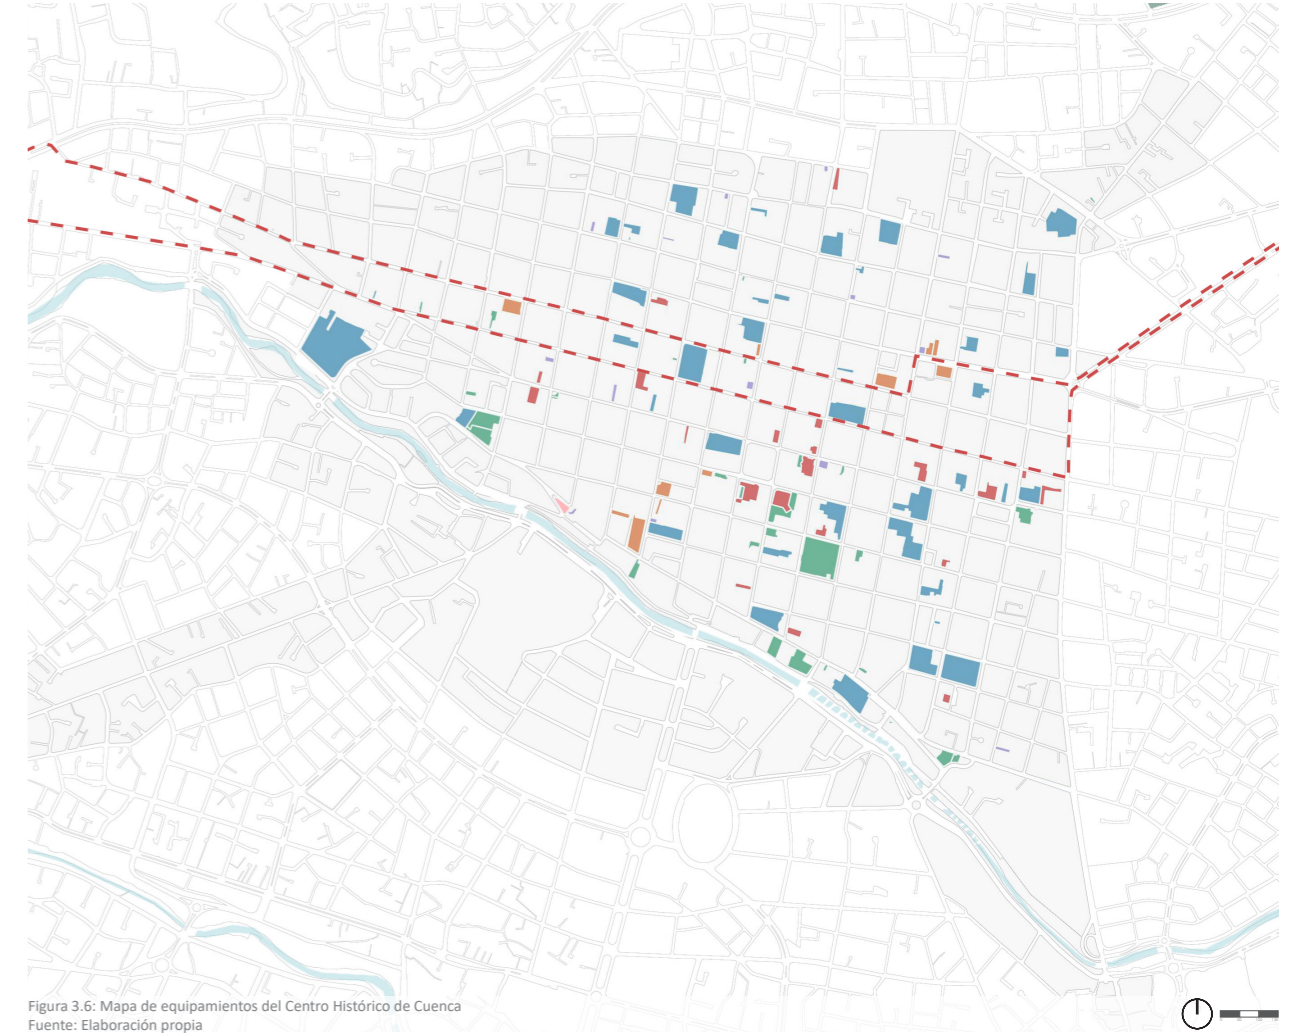 Figura 3.6: Mapa de equipamientos del Centro Histórico de Cuenca
Fuente: Elaboración propia